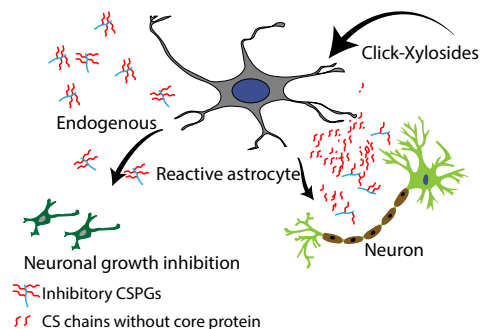 Click-Xylosides
Endogenous
Reactive astrocyte
Neuron
Neuronal growth inhibition
Inhibitory CSPGs
CS chains without core protein